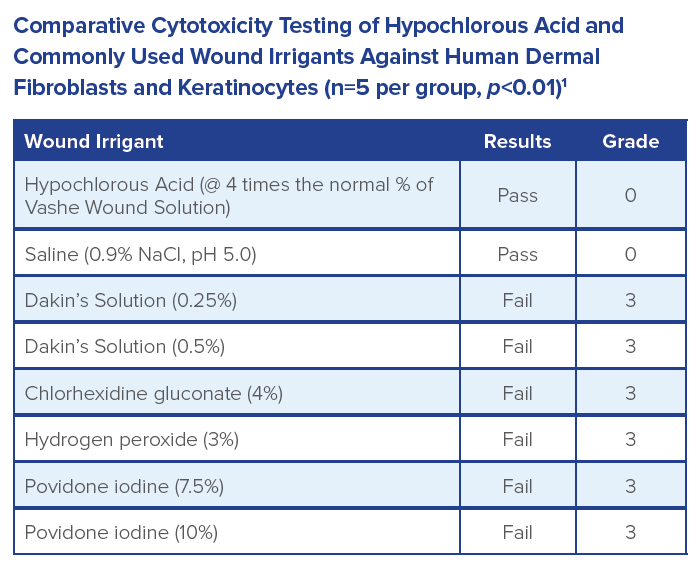 Comparative Cytotoxicity Testing of Hypochlorous Acid and
Commonly Used Wound Irrigants Against Human Dermal
Fibroblasts and Keratinocytes (n=5 per group, p<0.01)¹
Wound Irrigant Results Grade
Hypochlorous Acid (@ 4 times the normal % of
Vashe Wound Solution) Pass 0
Saline (0.9% NaCl, pH 5.0) Pass 0
Dakin’s Solution (0.25%) Fail 3
Dakin’s Solution (0.5%) Fail 3
Chlorhexidine gluconate (4%) Fail 3
Hydrogen peroxide (3%) Fail 3
Povidone iodine (7.5%) Fail 3
Povidone iodine (10%) Fail 3